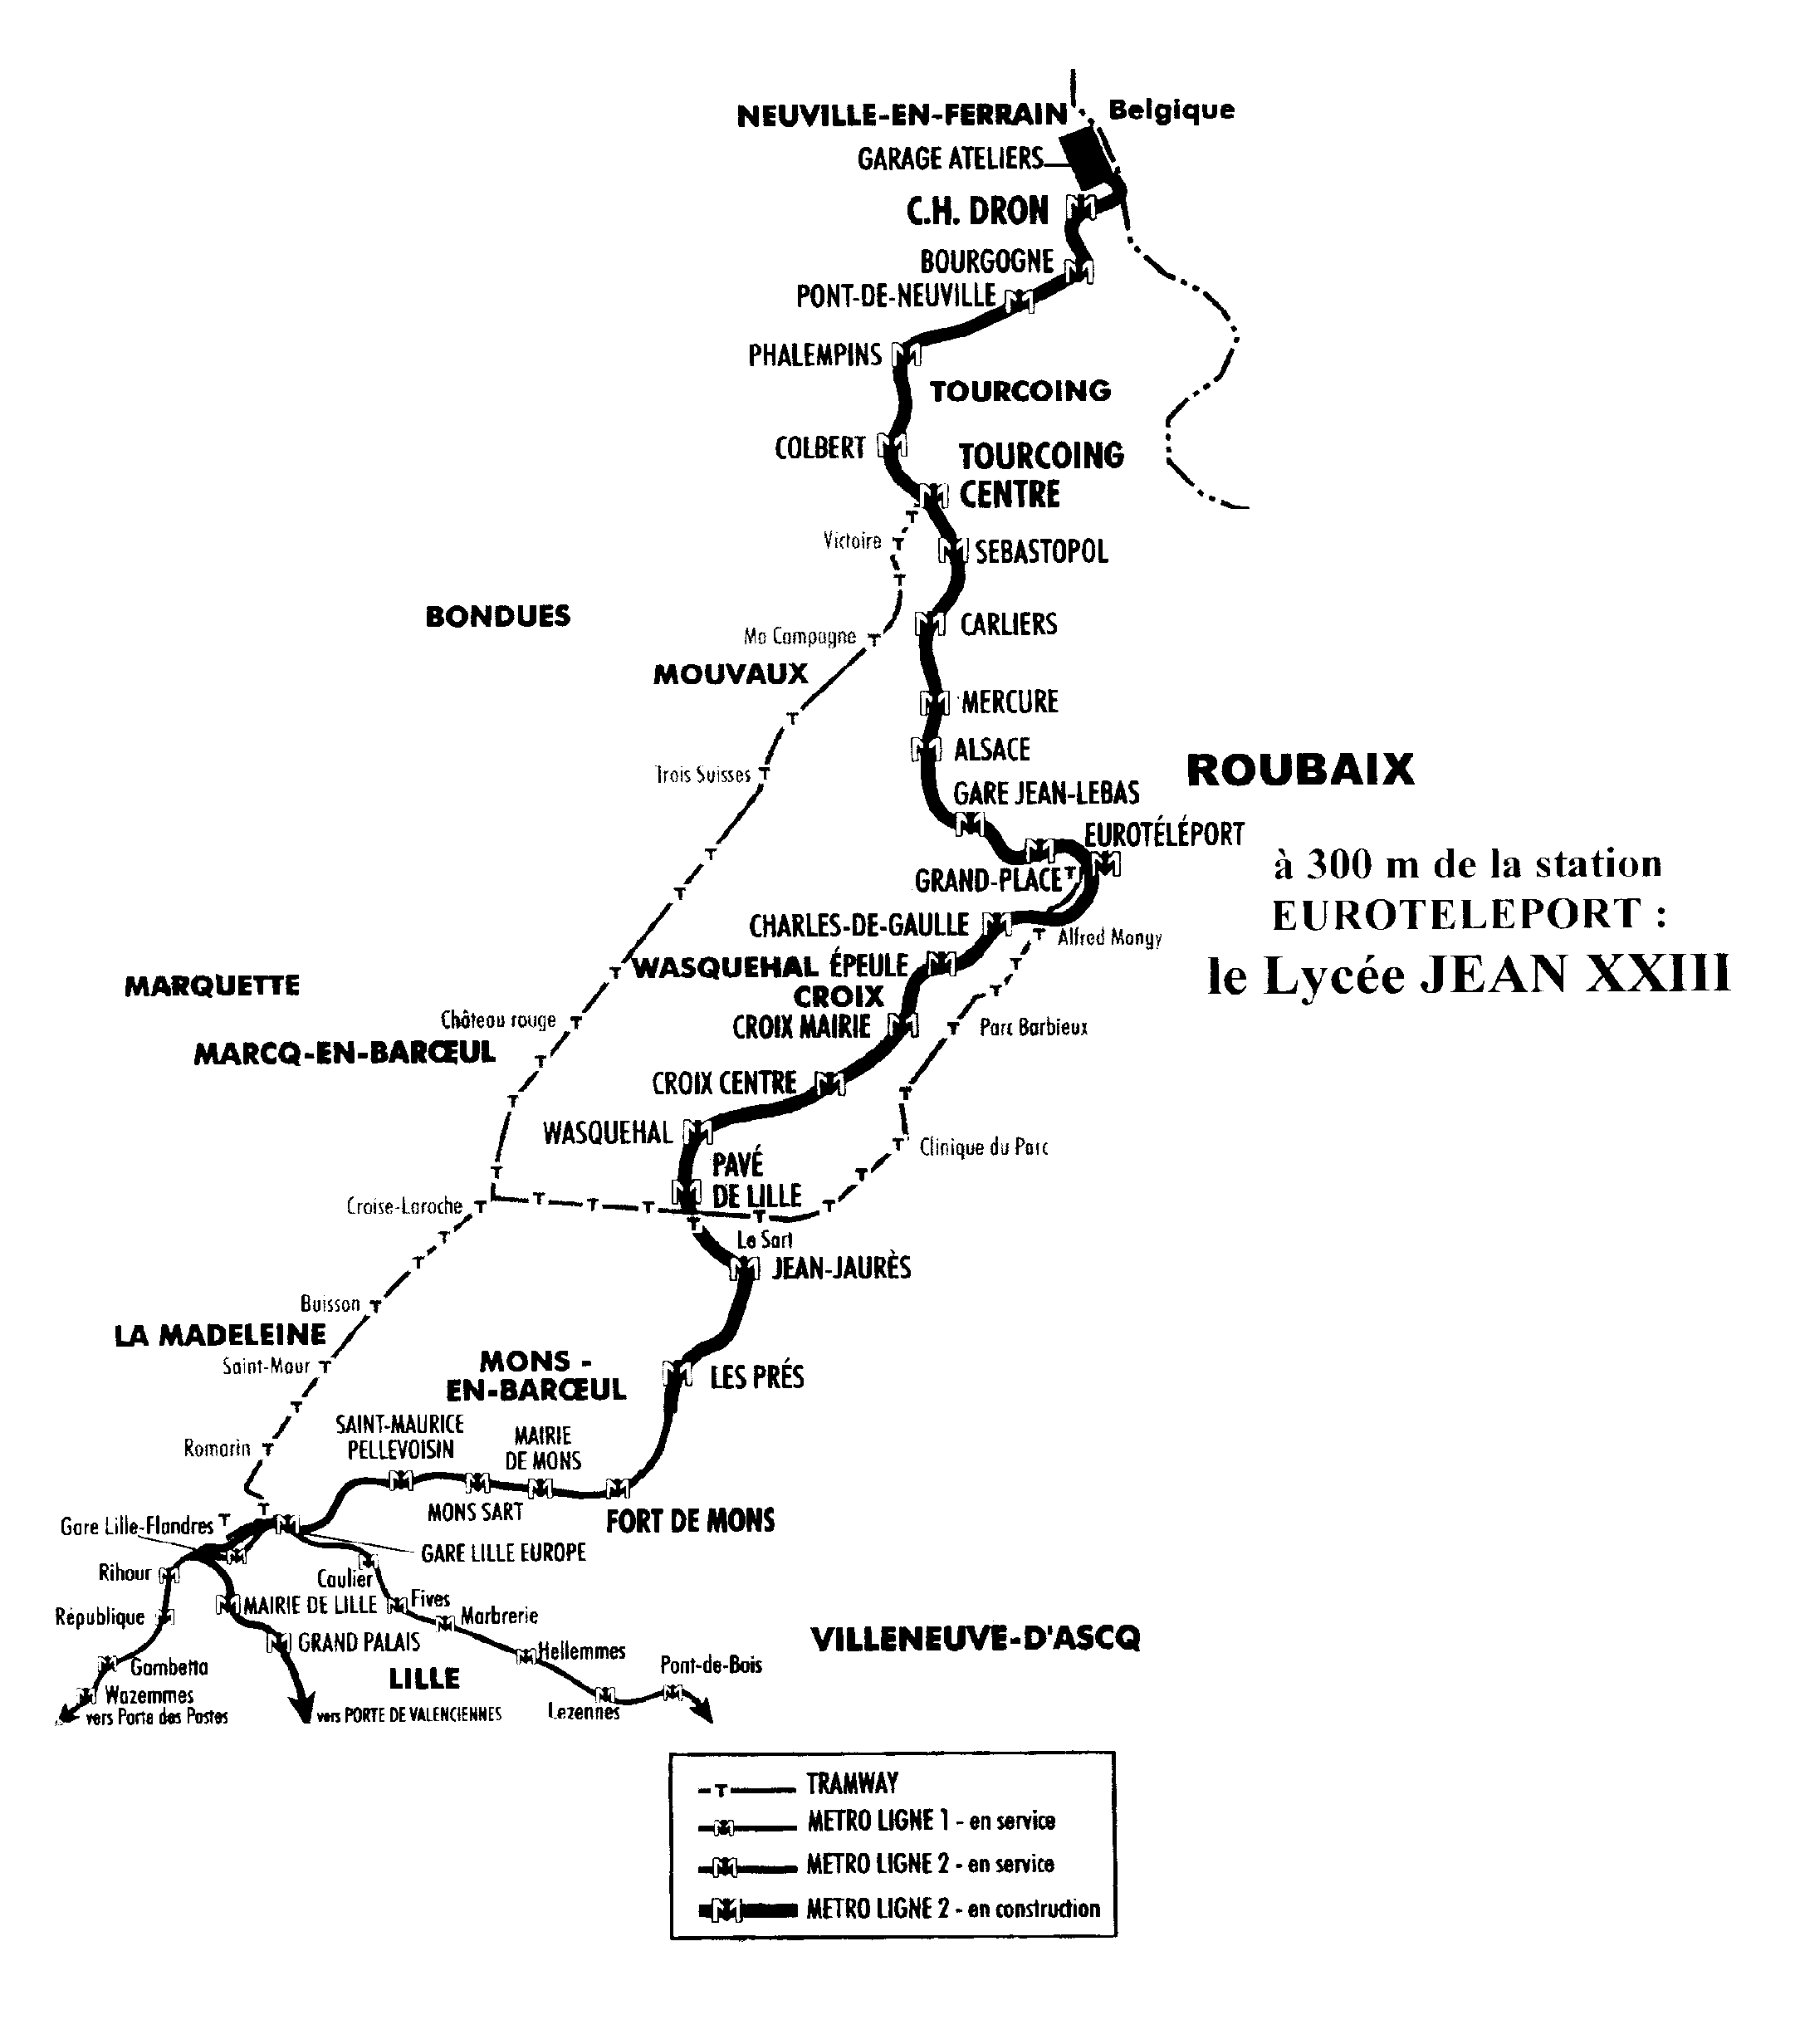 NEUVILLE-EN-FERRAIN
Belgique
GARAGE ATELIERS
C.H. DRON
BOURGOGNE
PONT-DE-NEUVILLE
PHALEMPINS
TOURCOING
COLBERT
TOURCOING
CENTRE
Victoire
SEBASTOPOL
BONDUES
CARLIERS
Ma Campagne
MOUVAUX
MERCURE
ALSACE
ROUBAIX
Trois Suisses
GARE JEAN-LEBAS
EUROTÉLÉPORT
à 300 m de la station
GRAND-PLACE
EUROTELEPORT :
CHARLES-DE-GAULLE
Alfred Mongy
le Lycée JEAN XXIII
WASQUEHAL
ÉPEULE
MARQUETTE
CROIX
Château rouge
CROIX MAIRIE
Parc Barbieux
MARCQ-EN-BARŒUL
CROIX CENTRE
WASQUEHAL
Clinique du Parc
PAVÉ
DE LILLE
Croise-Laroche
Le Sart
JEAN-JAURÈS
Buisson
LA MADELEINE
Saint-Maur
MONS -
EN-BARŒUL
LES PRÉS
SAINT-MAURICE
PELLEVOISIN
MAIRIE
DE MONS
Romarin
MONS SART
FORT DE MONS
Gare Lille-Flandres
GARE LILLE EUROPE
Rihour
Caulier
MAIRIE DE LILLE
Fives
République
Marbrerie
GRAND PALAIS
VILLENEUVE-D'ASCQ
Hellemmes
Gambetta
LILLE
Pont-de-Bois
Wazemmes
Lezennes
vers Porte des Postes
vers PORTE DE VALENCIENNES
T TRAMWAY
METRO LIGNE 1 - en service
METRO LIGNE 2 - en service
METRO LIGNE 2 - en construction